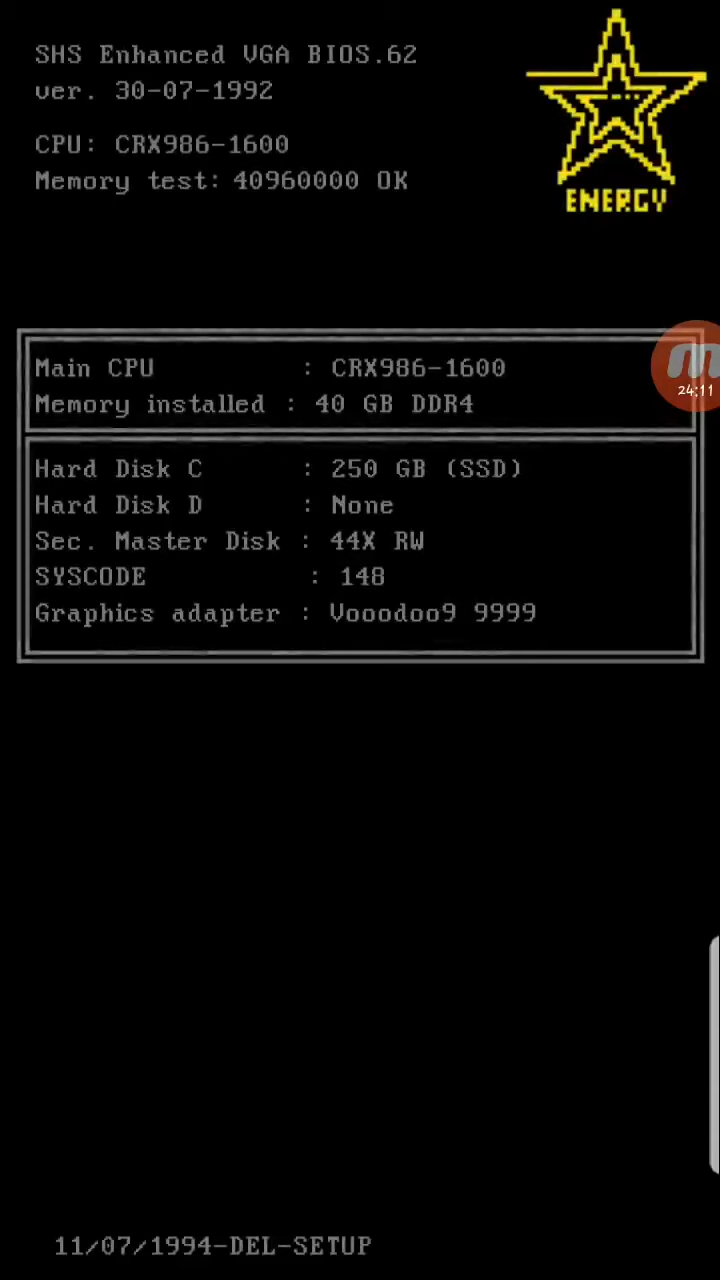 SHS Enhanced VGA BIOS.62
ver. 30-07-1992
CPU: CRX986-1600
Memory test: 40960000 OK
ENERGY
Main CPU : CRX986-1600
Memory installed : 40 GB DDR4
24:11
Hard Disk C : 250 GB (SSD)
Hard Disk D : None
Sec. Master Disk : 44X RW
SYSCODE : 148
Graphics adapter : Vooodoo9 9999
11/07/1994-DEL-SETUP